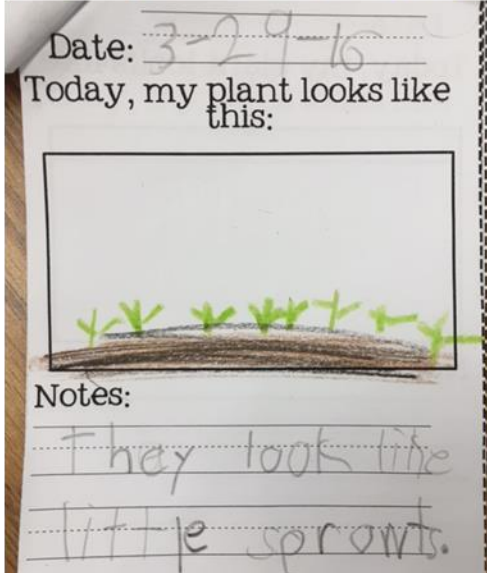 Date: 3-29-16
Today, my plant looks like
this:
Notes:
They look like
little sprowts.